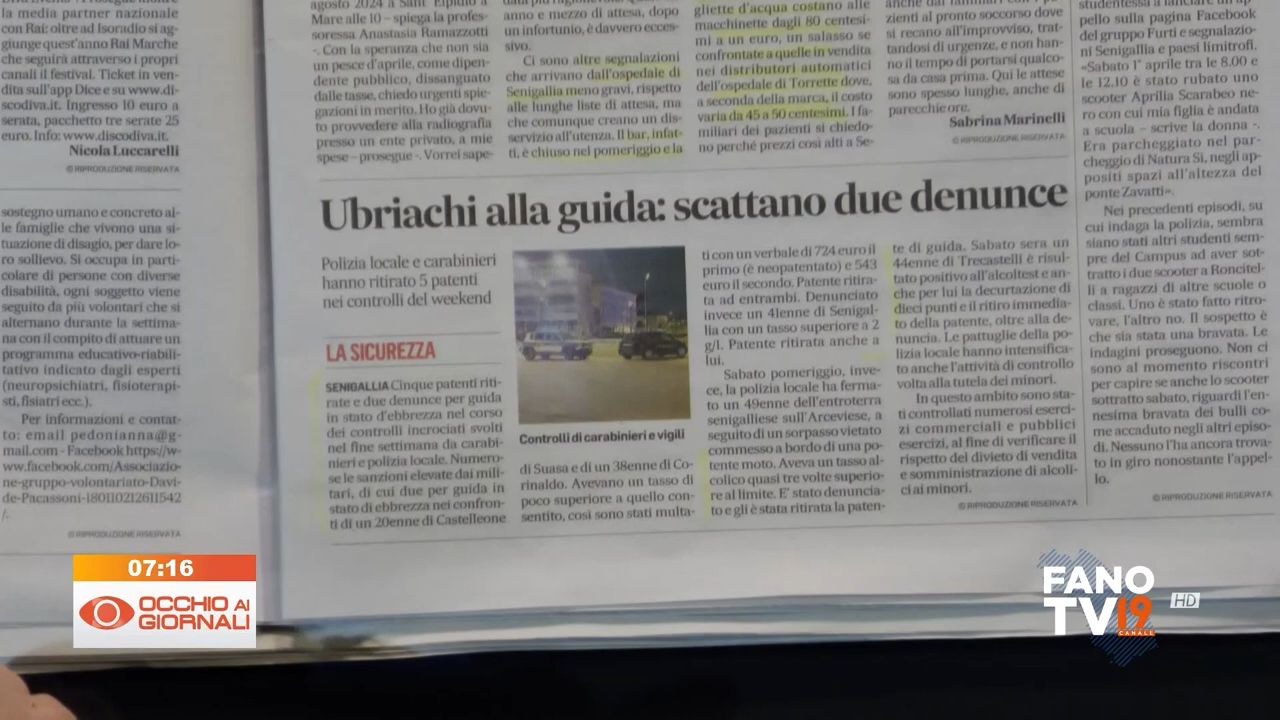 la media partner nazionale
con Rai: oltre ad Isoradio si ag-
giunge quest'anno Rai Marche
che seguirà attraverso i propri
canali il festival. Ticket in ven-
dita sull'app Dice e su www.di-
scodiva.it. Ingresso 10 euro a
serata, pacchetto tre serate 25
euro. Info: www.discodiva.it.
Nicola Luccarelli
© RIPRODUZIONE RISERVATA
sostegno umano e concreto al-
le famiglie che vivono una si-
tuazione di disagio, per dare lo-
ro sollievo. Si occupa in parti-
colare di persone con diverse
disabilità, ogni soggetto viene
seguito da più volontari che si
alternano durante la settima-
na con il compito di attuare un
programma educativo-riabili-
tativo indicato dagli esperti
(neuropsichiatri, fisioterapi-
sti, fisiatri ecc.).
Per informazioni e contat-
to: email pedonianna@g-
mail.com - Facebook https://w-
ww.facebook.com/Associazio-
ne-gruppo-volontariato-Davi-
de-Pacassoni-180110212611542
/.
© RIPRODUZIONE RISERVATA
agosto 2024 a Sant'Elpidio a
Mare alle 10 – spiega la profes-
soressa Anastasia Ramazzotti
-. Con la speranza che non sia
un pesce d'aprile, come dipen-
dente pubblico, dissanguato
dalle tasse, chiedo urgenti spie-
gazioni in merito. Ho già dovu-
to provvedere alla radiografia
presso un ente privato, a mie
spese – prosegue -. Vorrei sape-
anno e mezzo di attesa, dopo
un infortunio, è davvero ecces-
sivo.
Ci sono altre segnalazioni
che arrivano dall'ospedale di
Senigallia meno gravi, rispetto
alle lunghe liste di attesa, ma
che comunque creano un di-
servizio all'utenza. Il bar, infat-
ti, è chiuso nel pomeriggio e la
gliette d'acqua costano alle
macchinette dagli 80 centesi-
mi a un euro, un salasso se
confrontate a quelle in vendita
nei distributori automatici
dell'ospedale di Torrette dove,
a seconda della marca, il costo
varia da 45 a 50 centesimi. I fa-
miliari dei pazienti si chiedo-
no perché prezzi così alti a Se-
zienti al pronto soccorso dove
si recano all'improvviso, trat-
tandosi di urgenze, e non han-
no il tempo di portarsi qualco-
sa da casa prima. Qui le attese
sono spesso lunghe, anche di
parecchie ore.
Sabrina Marinelli
© RIPRODUZIONE RISERVATA
Ubriachi alla guida: scattano due denunce
Polizia locale e carabinieri
hanno ritirato 5 patenti
nei controlli del weekend
LA SICUREZZA
SENIGALLIA Cinque patenti riti-
rate e due denunce per guida
in stato d'ebbrezza nel corso
dei controlli incrociati svolti
nel fine settimana da carabi-
nieri e polizia locale. Numero-
se le sanzioni elevate dai mili-
tari, di cui due per guida in
stato di ebbrezza nei confron-
ti di un 20enne di Castelleone
Controlli di carabinieri e vigili
di Suasa e di un 38enne di Co-
rinaldo. Avevano un tasso di
poco superiore a quello con-
sentito, così sono stati multa-
ti con un verbale di 724 euro il
primo (è neopatentato) e 543
euro il secondo. Patente ritira-
ta ad entrambi. Denunciato
invece un 41enne di Senigal-
lia con un tasso superiore a 2
g/l. Patente ritirata anche a
lui.
Sabato pomeriggio, inve-
ce, la polizia locale ha ferma-
to un 49enne dell'entroterra
senigalliese sull'Arceviese, a
seguito di un sorpasso vietato
commesso a bordo di una po-
tente moto. Aveva un tasso al-
colico quasi tre volte superio-
re al limite. E' stato denuncia-
to e gli è stata ritirata la paten-
te di guida. Sabato sera un
44enne di Trecastelli è risul-
tato positivo all'alcoltest e an-
che per lui la decurtazione di
dieci punti e il ritiro immedia-
to della patente, oltre alla de-
nuncia. Le pattuglie della po-
lizia locale hanno intensifica-
to anche l'attività di controllo
volta alla tutela dei minori.
In questo ambito sono sta-
ti controllati numerosi eserci-
zi commerciali e pubblici
esercizi, al fine di verificare il
rispetto del divieto di vendita
e somministrazione di alcoli-
ci ai minori.
© RIPRODUZIONE RISERVATA
pello sulla pagina Facebook
del gruppo Furti e segnalazio-
ni Senigallia e paesi limitrofi.
«Sabato 1° aprile tra le 8.00 e
le 12.10 è stato rubato uno
scooter Aprilia Scarabeo ne-
ro con cui mia figlia è andata
a scuola – scrive la donna -.
Era parcheggiato nel par-
cheggio di Natura Sì, negli ap-
positi spazi all'altezza del
ponte Zavatti».
Nei precedenti episodi, su
cui indaga la polizia, sembra
siano stati altri studenti sem-
pre del Campus ad aver sot-
tratto i due scooter a Roncitel-
li a ragazzi di altre scuole o
classi. Uno è stato fatto ritro-
vare, l'altro no. Il sospetto è
che sia stata una bravata. Le
indagini proseguono. Non ci
sono al momento riscontri
per capire se anche lo scooter
sottratto sabato, riguardi l'en-
nesima bravata dei bulli co-
me accaduto negli altri episo-
di. Nessuno l'ha ancora trova-
to in giro nonostante l'appel-
lo.
© RIPRODUZIONE RISERVATA
07:16
OCCHIO AI
GIORNALI
FANO
TV19
CANALE
HD